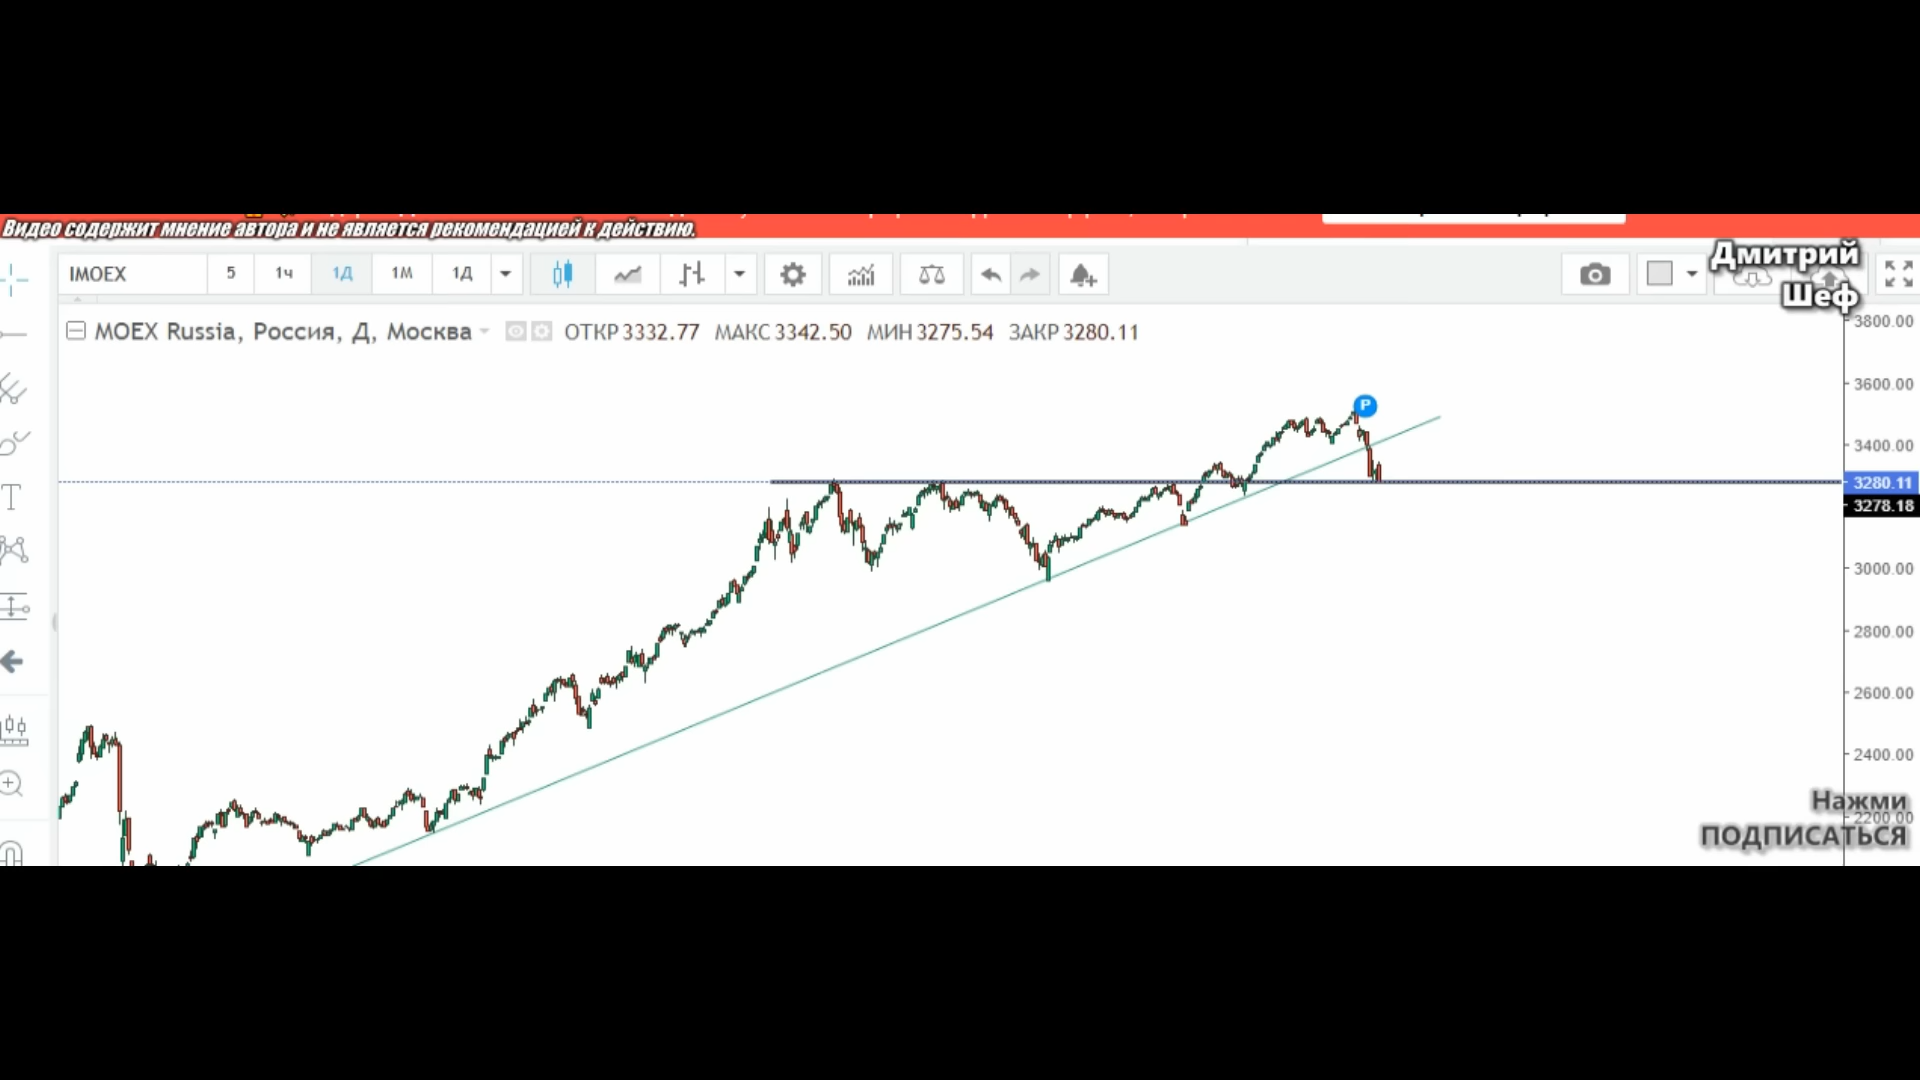 Видео содержит мнение автора и не является рекомендацией к действию.
Дмитрий
Шеф
IMOEX 5 1ч 1Д 1М 1Д
MOEX Russia, Россия, Д, Москва ОТКР 3332.77 МАКС 3342.50 МИН 3275.54 ЗАКР 3280.11
3800.00
3600.00
P
3400.00
3280.11
3278.18
3000.00
2800.00
2600.00
2400.00
Нажми
2200.00
ПОДПИСАТЬСЯ